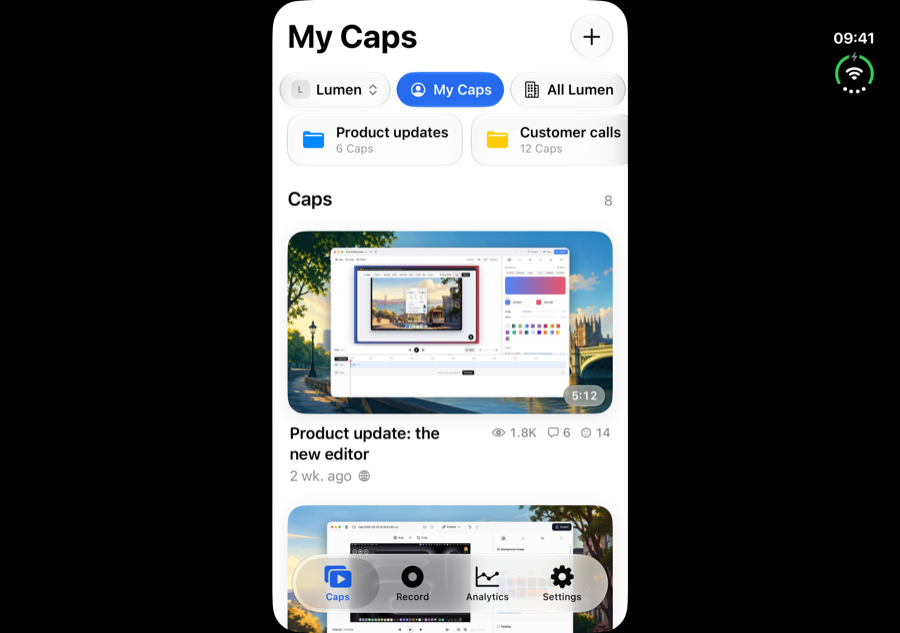 My Caps
09:41
L Lumen
My Caps
All Lumen
Product updates
6 Caps
Customer calls
12 Caps
Caps
8
5:12
Product update: the
new editor
1.8K 6 14
2 wk. ago
Caps
Record
Analytics
Settings